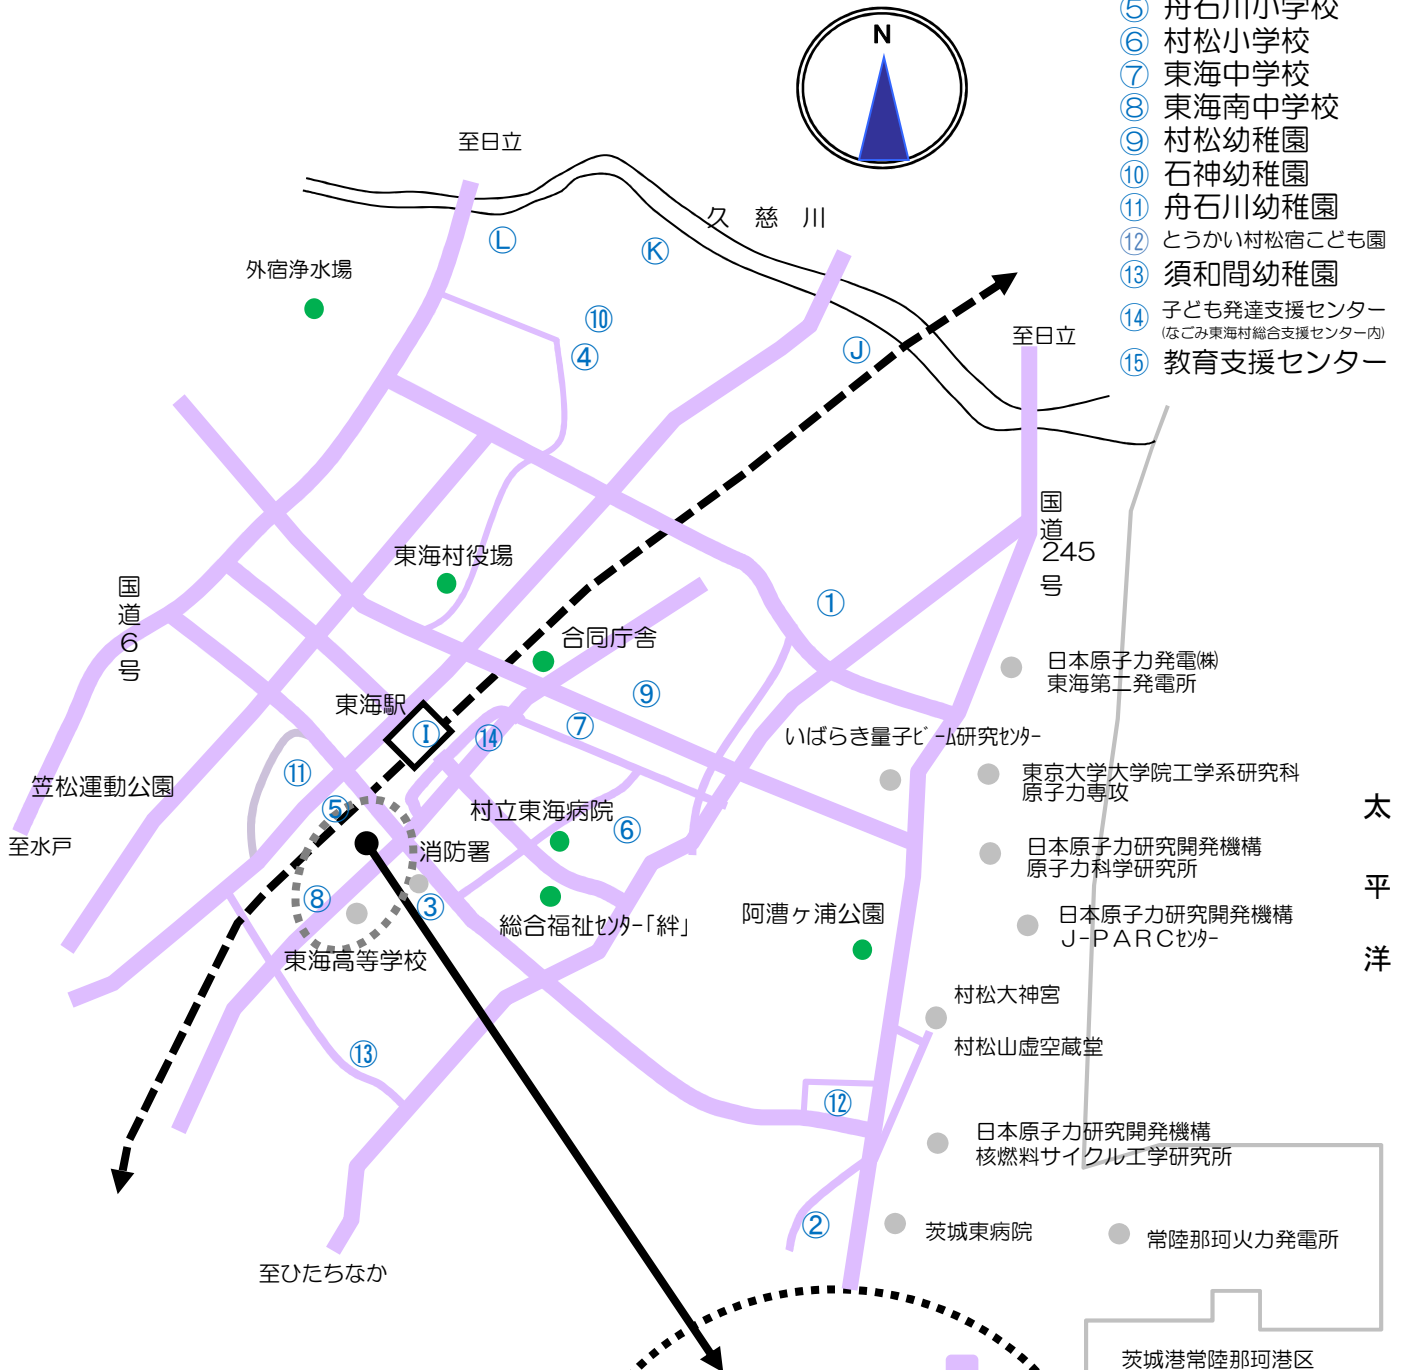 ⑤ 舟石川小学校
⑥ 村松小学校
⑦ 東海中学校
⑧ 東海南中学校
⑨ 村松幼稚園
⑩ 石神幼稚園
⑪ 舟石川幼稚園
⑫ とうかい村松宿こども園
⑬ 須和間幼稚園
⑭ 子ども発達支援センター
(なごみ東海村総合支援センター内)
⑮ 教育支援センター
N
至日立
久慈川
Ⓛ
Ⓚ
外宿浄水場
⑩
④
Ⓙ
至日立
国道245号
東海村役場
国道6号
①
合同庁舎
日本原子力発電㈱
東海第二発電所
⑨
東海駅
Ⓘ
⑭
⑦
いばらき量子ビーム研究センター
⑪
東京大学大学院工学系研究科
原子力専攻
笠松運動公園
⑤
村立東海病院
⑥
太平洋
至水戸
消防署
日本原子力研究開発機構
原子力科学研究所
⑧
③
総合福祉センター「絆」
阿漕ヶ浦公園
日本原子力研究開発機構
J-PARCセンター
東海高等学校
村松大神宮
村松山虚空蔵堂
⑬
⑫
日本原子力研究開発機構
核燃料サイクル工学研究所
②
茨城東病院
常陸那珂火力発電所
至ひたちなか
茨城港常陸那珂港区